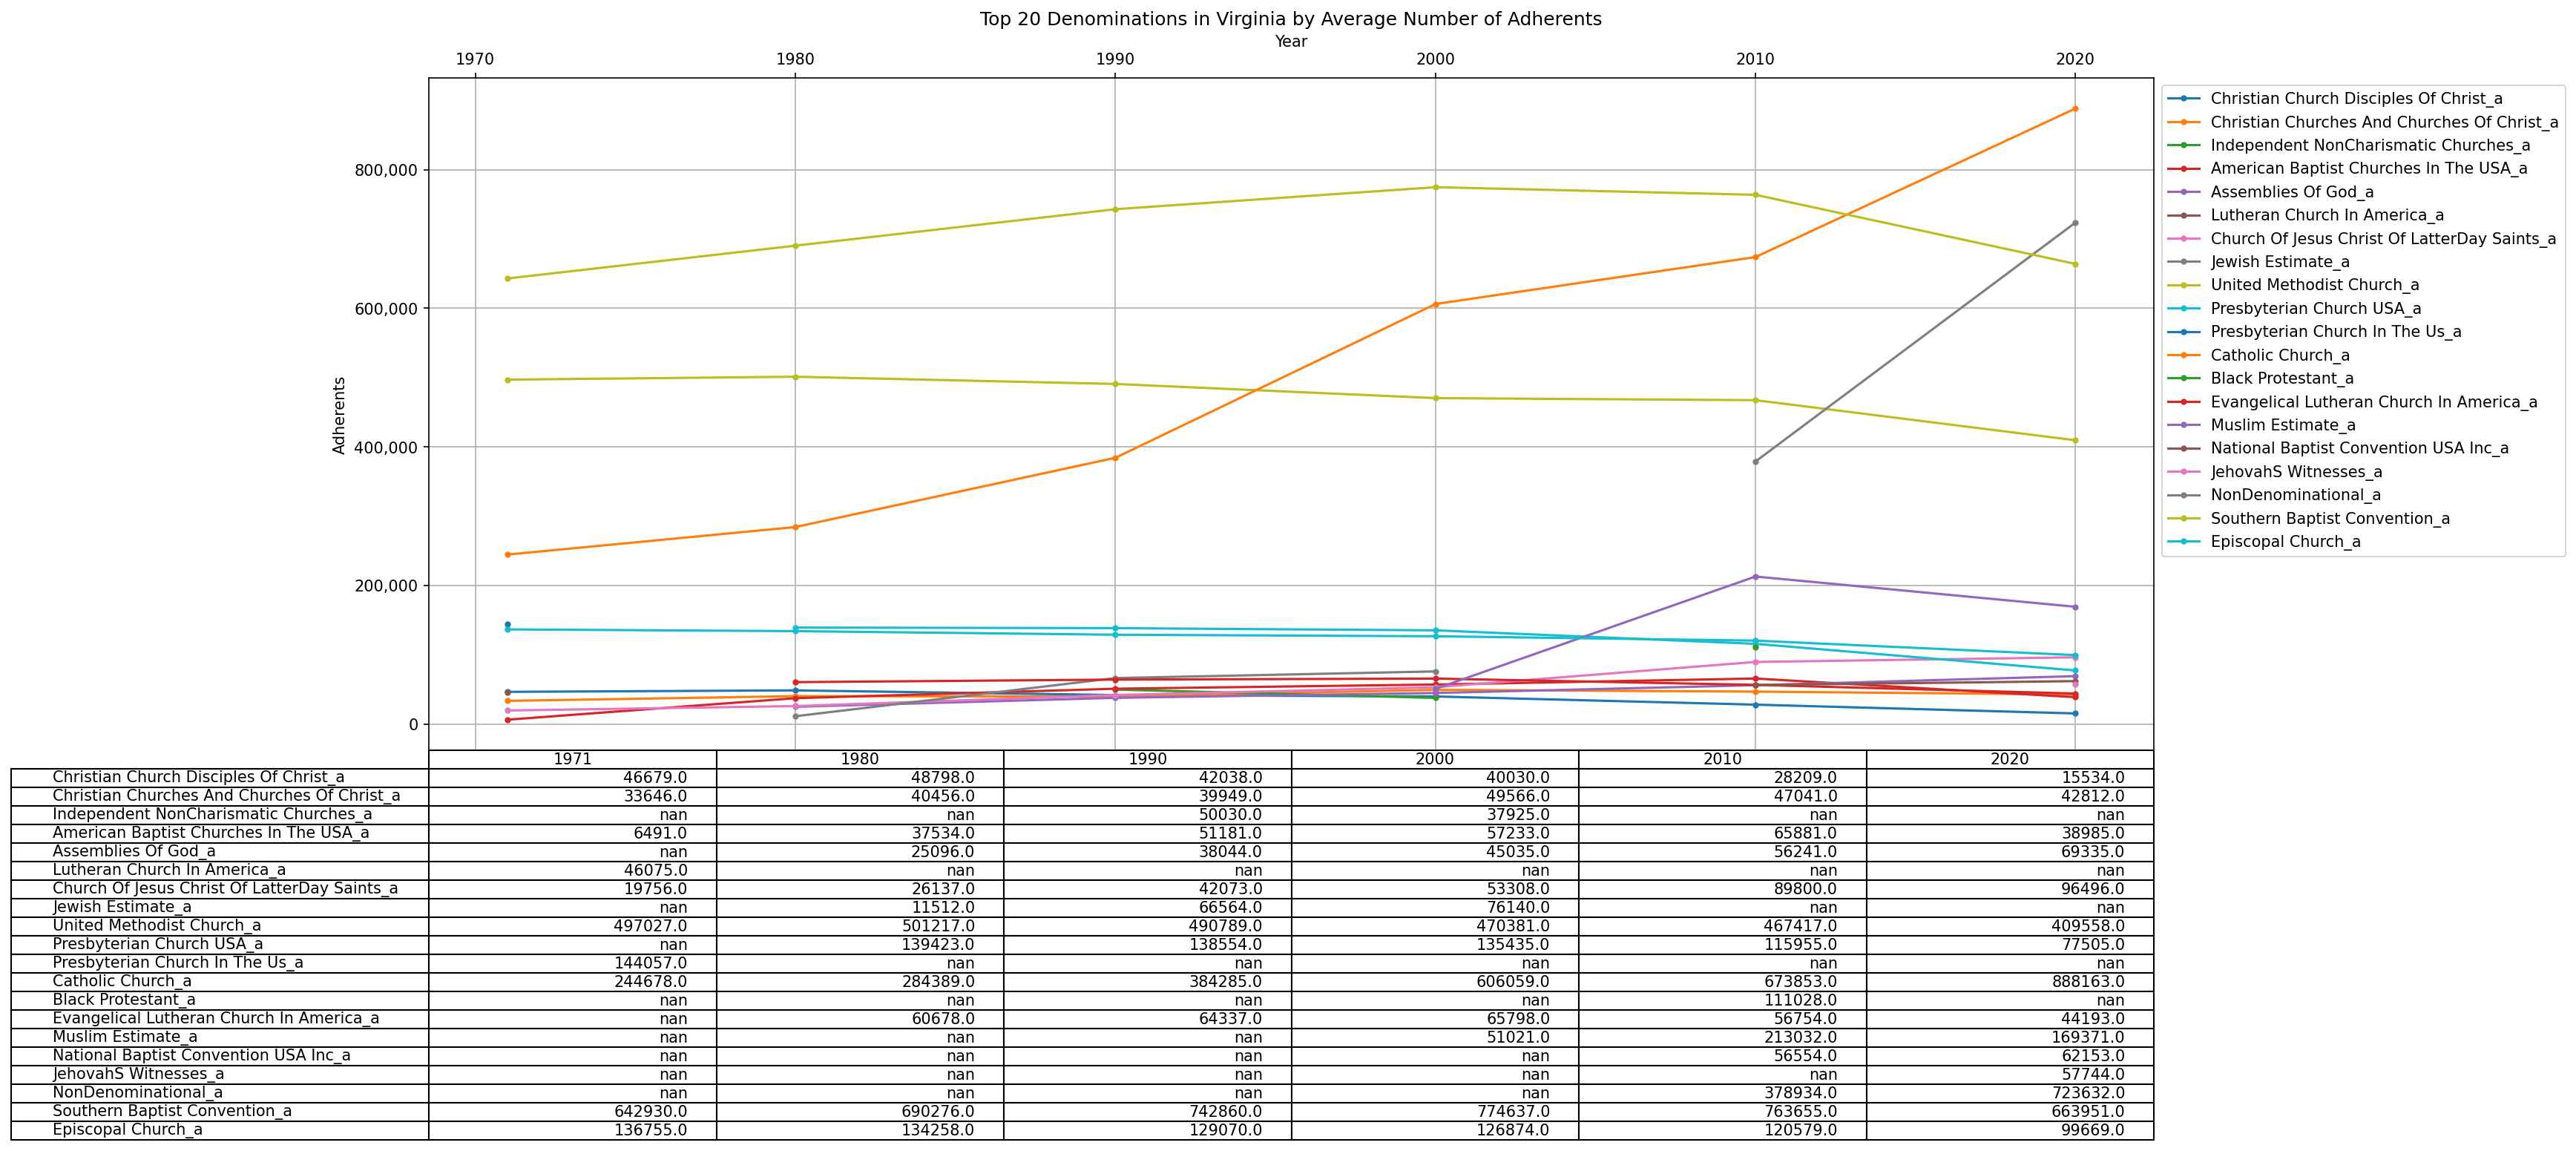 Top 20 Denominations in Virginia by Average Number of Adherents
Year
1970 1980 1990 2000 2010 2020
800,000
600,000
Adherents
400,000
200,000
0
Christian Church Disciples Of Christ_a
Christian Churches And Churches Of Christ_a
Independent NonCharismatic Churches_a
American Baptist Churches In The USA_a
Assemblies Of God_a
Lutheran Church In America_a
Church Of Jesus Christ Of LatterDay Saints_a
Jewish Estimate_a
United Methodist Church_a
Presbyterian Church USA_a
Presbyterian Church In The Us_a
Catholic Church_a
Black Protestant_a
Evangelical Lutheran Church In America_a
Muslim Estimate_a
National Baptist Convention USA Inc_a
JehovahS Witnesses_a
NonDenominational_a
Southern Baptist Convention_a
Episcopal Church_a
1971 1980 1990 2000 2010 2020
Christian Church Disciples Of Christ_a 46679.0 48798.0 42038.0 40030.0 28209.0 15534.0
Christian Churches And Churches Of Christ_a 33646.0 40456.0 39949.0 49566.0 47041.0 42812.0
Independent NonCharismatic Churches_a nan nan 50030.0 37925.0 nan nan
American Baptist Churches In The USA_a 6491.0 37534.0 51181.0 57233.0 65881.0 38985.0
Assemblies Of God_a nan 25096.0 38044.0 45035.0 56241.0 69335.0
Lutheran Church In America_a 46075.0 nan nan nan nan nan
Church Of Jesus Christ Of LatterDay Saints_a 19756.0 26137.0 42073.0 53308.0 89800.0 96496.0
Jewish Estimate_a nan 11512.0 66564.0 76140.0 nan nan
United Methodist Church_a 497027.0 501217.0 490789.0 470381.0 467417.0 409558.0
Presbyterian Church USA_a nan 139423.0 138554.0 135435.0 115955.0 77505.0
Presbyterian Church In The Us_a 144057.0 nan nan nan nan nan
Catholic Church_a 244678.0 284389.0 384285.0 606059.0 673853.0 888163.0
Black Protestant_a nan nan nan nan 111028.0 nan
Evangelical Lutheran Church In America_a nan 60678.0 64337.0 65798.0 56754.0 44193.0
Muslim Estimate_a nan nan nan 51021.0 213032.0 169371.0
National Baptist Convention USA Inc_a nan nan nan nan 56554.0 62153.0
JehovahS Witnesses_a nan nan nan nan nan 57744.0
NonDenominational_a nan nan nan nan 378934.0 723632.0
Southern Baptist Convention_a 642930.0 690276.0 742860.0 774637.0 763655.0 663951.0
Episcopal Church_a 136755.0 134258.0 129070.0 126874.0 120579.0 99669.0